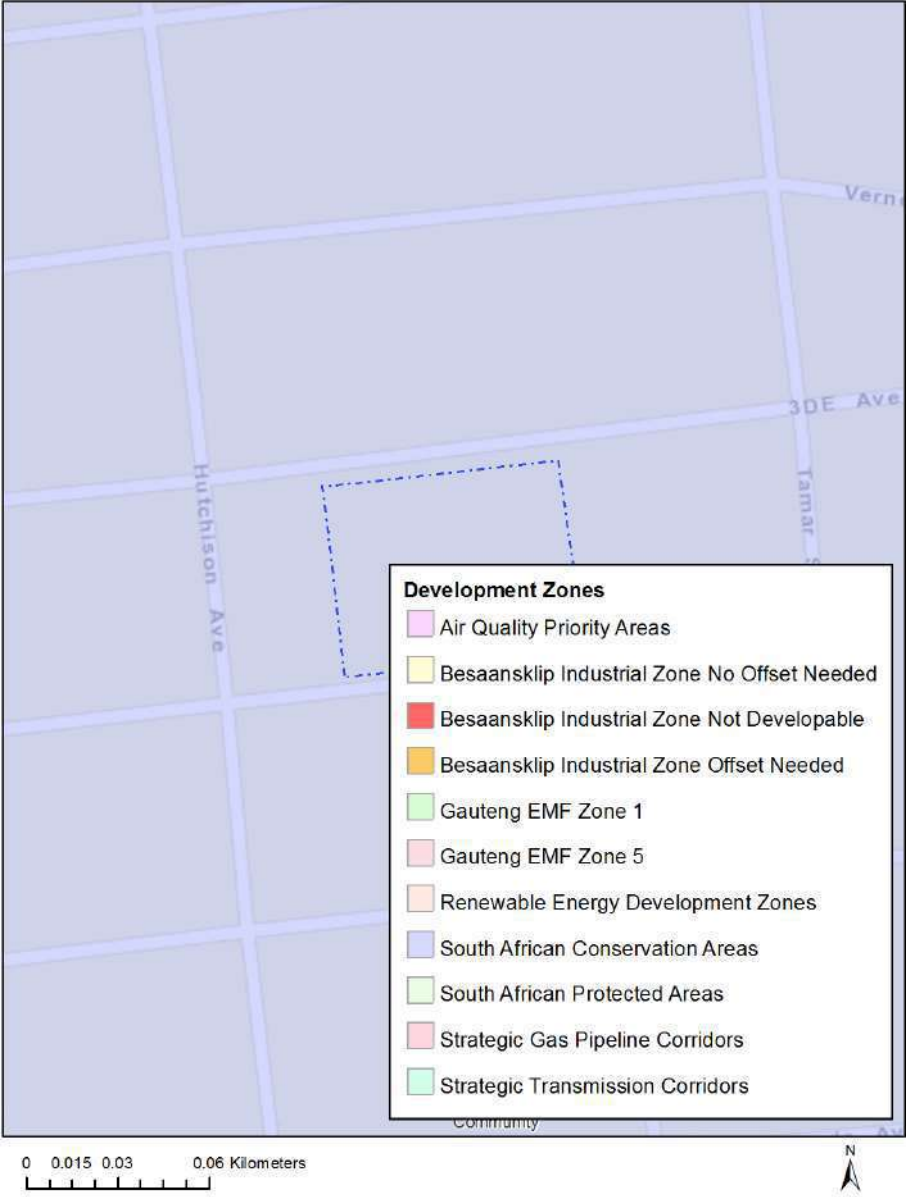 Verne
3DE Ave
Hutchison Ave
Tamar S
Development Zones
Air Quality Priority Areas
Besaansklip Industrial Zone No Offset Needed
Besaansklip Industrial Zone Not Developable
Besaansklip Industrial Zone Offset Needed
Gauteng EMF Zone 1
Gauteng EMF Zone 5
Renewable Energy Development Zones
South African Conservation Areas
South African Protected Areas
Strategic Gas Pipeline Corridors
Strategic Transmission Corridors
Community
0 0.015 0.03 0.06 Kilometers
N